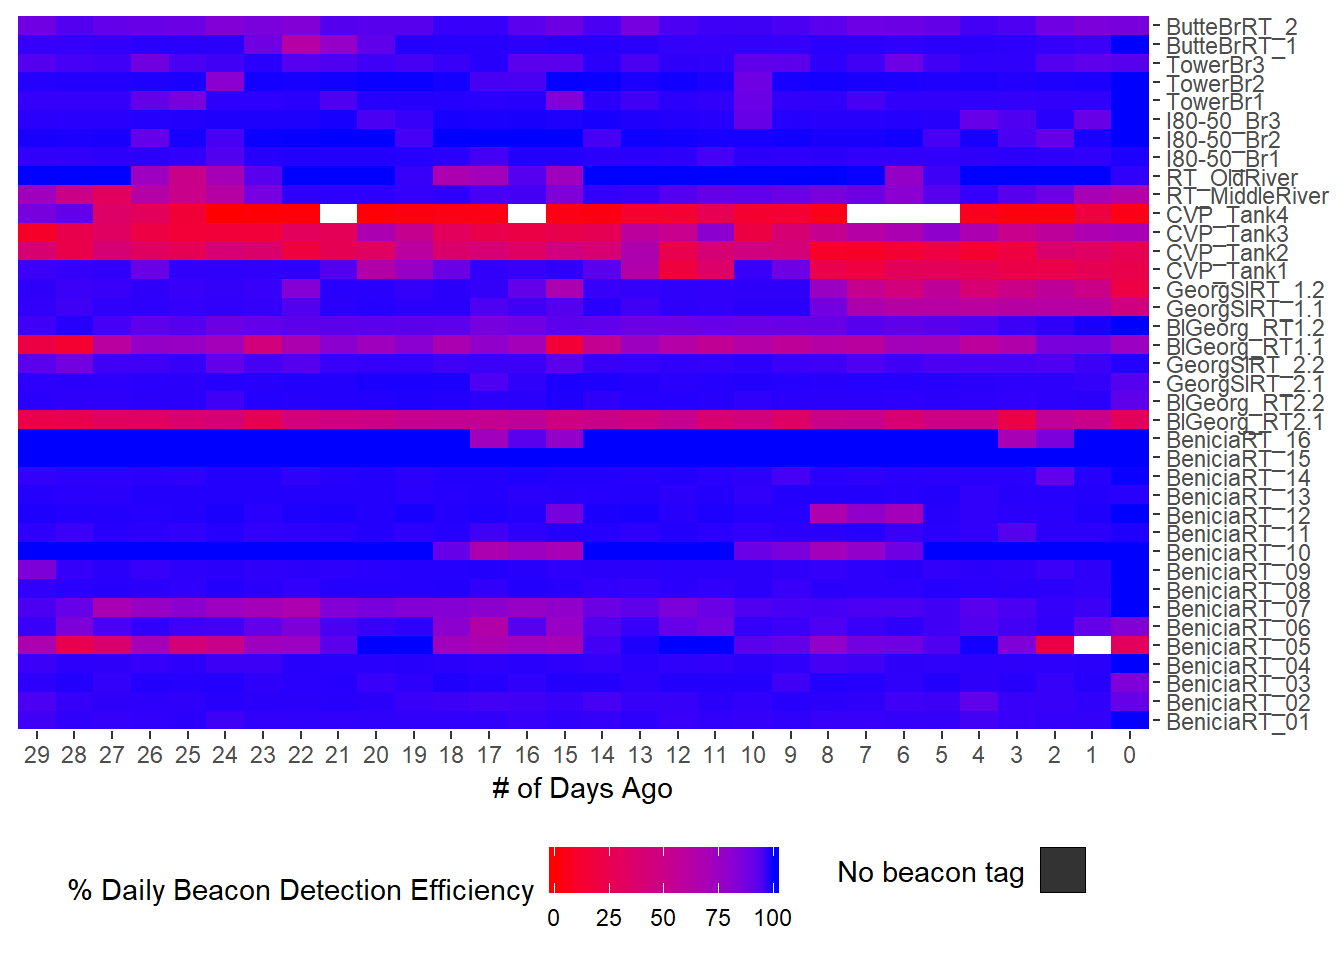 ButteBrRT_2
ButteBrRT_1
TowerBr3
TowerBr2
TowerBr1
I80-50_Br3
I80-50_Br2
I80-50_Br1
RT_OldRiver
RT_MiddleRiver
CVP_Tank4
CVP_Tank3
CVP_Tank2
CVP_Tank1
GeorgSlRT_1.2
GeorgSlRT_1.1
BlGeorg_RT1.2
BlGeorg_RT1.1
GeorgSlRT_2.2
GeorgSlRT_2.1
BlGeorg_RT2.2
BlGeorg_RT2.1
BeniciaRT_16
BeniciaRT_15
BeniciaRT_14
BeniciaRT_13
BeniciaRT_12
BeniciaRT_11
BeniciaRT_10
BeniciaRT_09
BeniciaRT_08
BeniciaRT_07
BeniciaRT_06
BeniciaRT_05
BeniciaRT_04
BeniciaRT_03
BeniciaRT_02
BeniciaRT_01
29 28 27 26 25 24 23 22 21 20 19 18 17 16 15 14 13 12 11 10 9 8 7 6 5 4 3 2 1 0
# of Days Ago
% Daily Beacon Detection Efficiency
0 25 50 75 100
No beacon tag